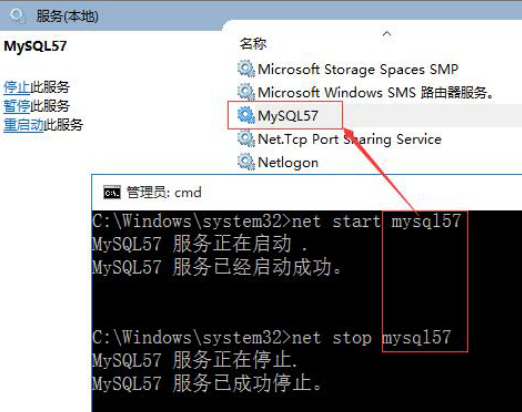 服务(本地)
MySQL57
停止此服务
暂停此服务
重启动此服务
名称
Microsoft Storage Spaces SMP
Microsoft Windows SMS 路由器服务。
MySQL57
Net.Tcp Port Sharing Service
Netlogon
管理员: cmd
C:\Windows\system32>net start mysql57
MySQL57 服务正在启动 .
MySQL57 服务已经启动成功。
C:\Windows\system32>net stop mysql57
MySQL57 服务正在停止.
MySQL57 服务已成功停止。